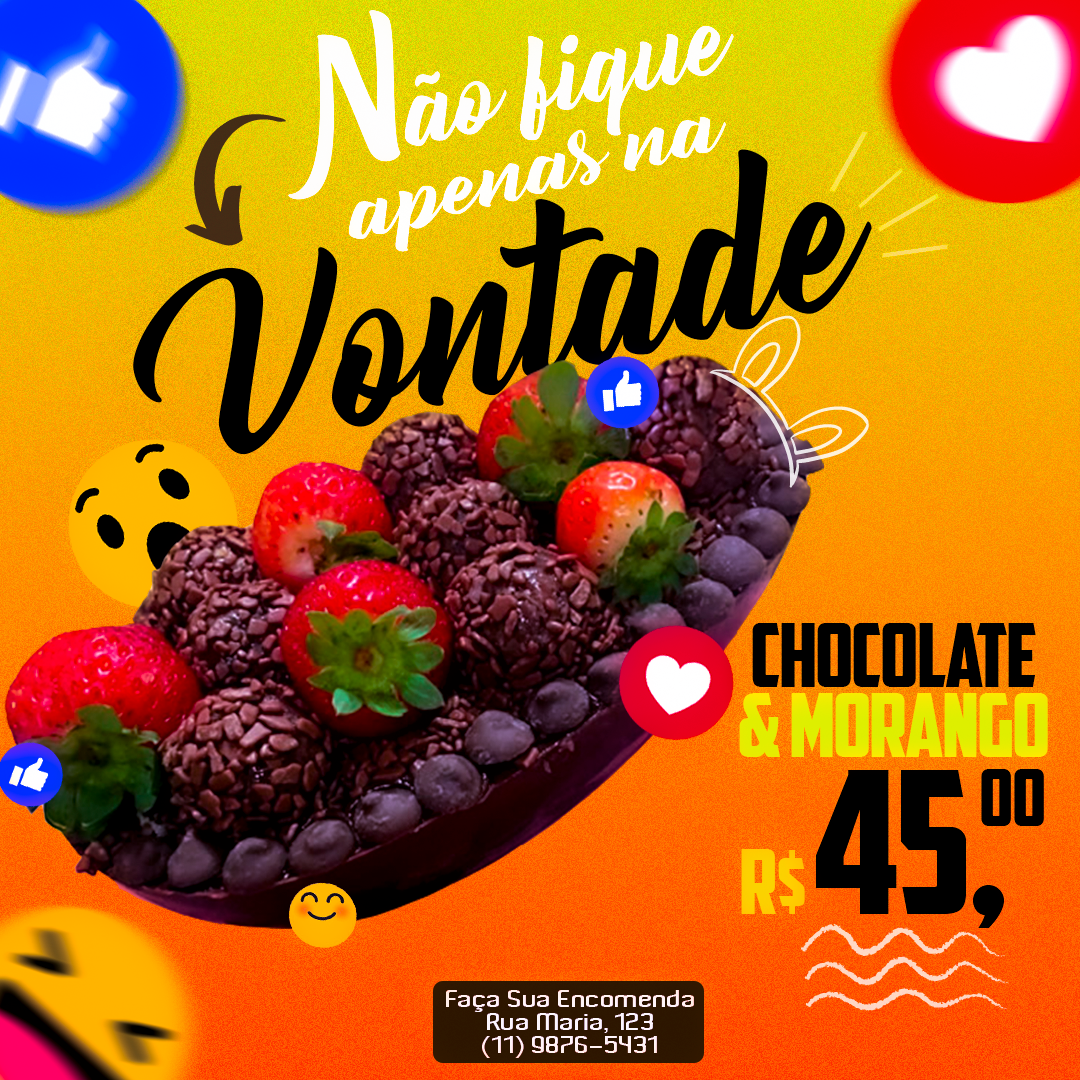 Não fique
apenas na
Vontade
CHOCOLATE
& MORANGO
R$ 45,00
Faça Sua Encomenda
Rua Maria, 123
(11) 9876-5431